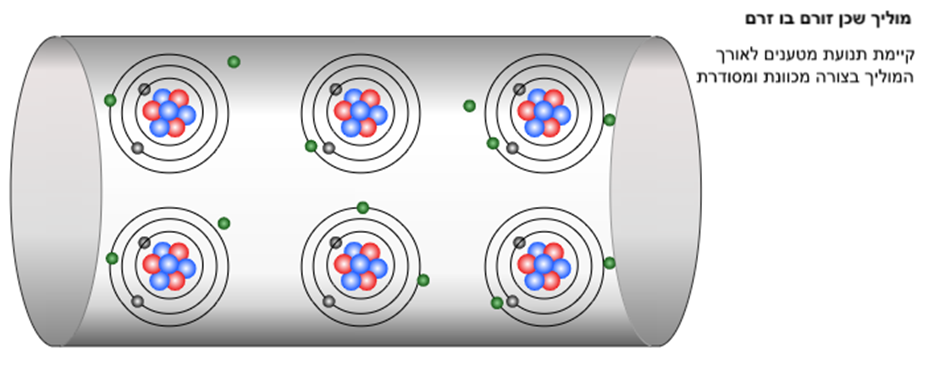 מוליך שכן זורם בו זרם
קיימת תנועת מטענים לאורך
המוליך בצורה מכוונת ומסודרת